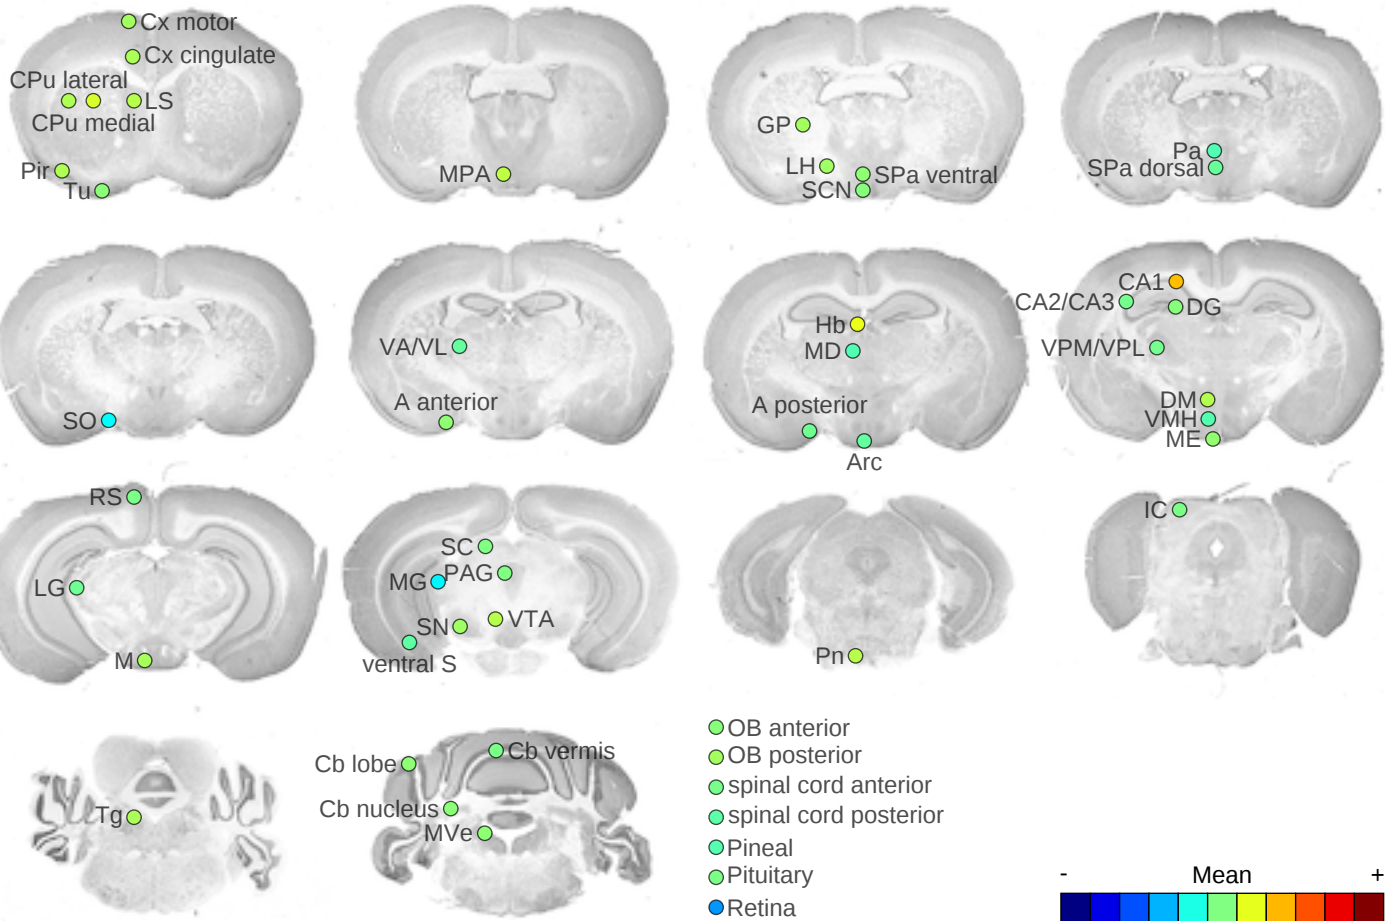 Cx motor
Cx cingulate
CPu lateral
LS
CPu medial
Pir
Tu
MPA
GP
LH
SPa ventral
SCN
Pa
SPa dorsal
SO
VA/VL
A anterior
Hb
MD
A posterior
Arc
CA1
CA2/CA3
DG
VPM/VPL
DM
VMH
ME
RS
LG
M
SC
MG
PAG
SN
VTA
ventral S
Pn
IC
Tg
Cb vermis
Cb lobe
Cb nucleus
MVe
OB anterior
OB posterior
spinal cord anterior
spinal cord posterior
Pineal
Pituitary
Retina
- Mean +